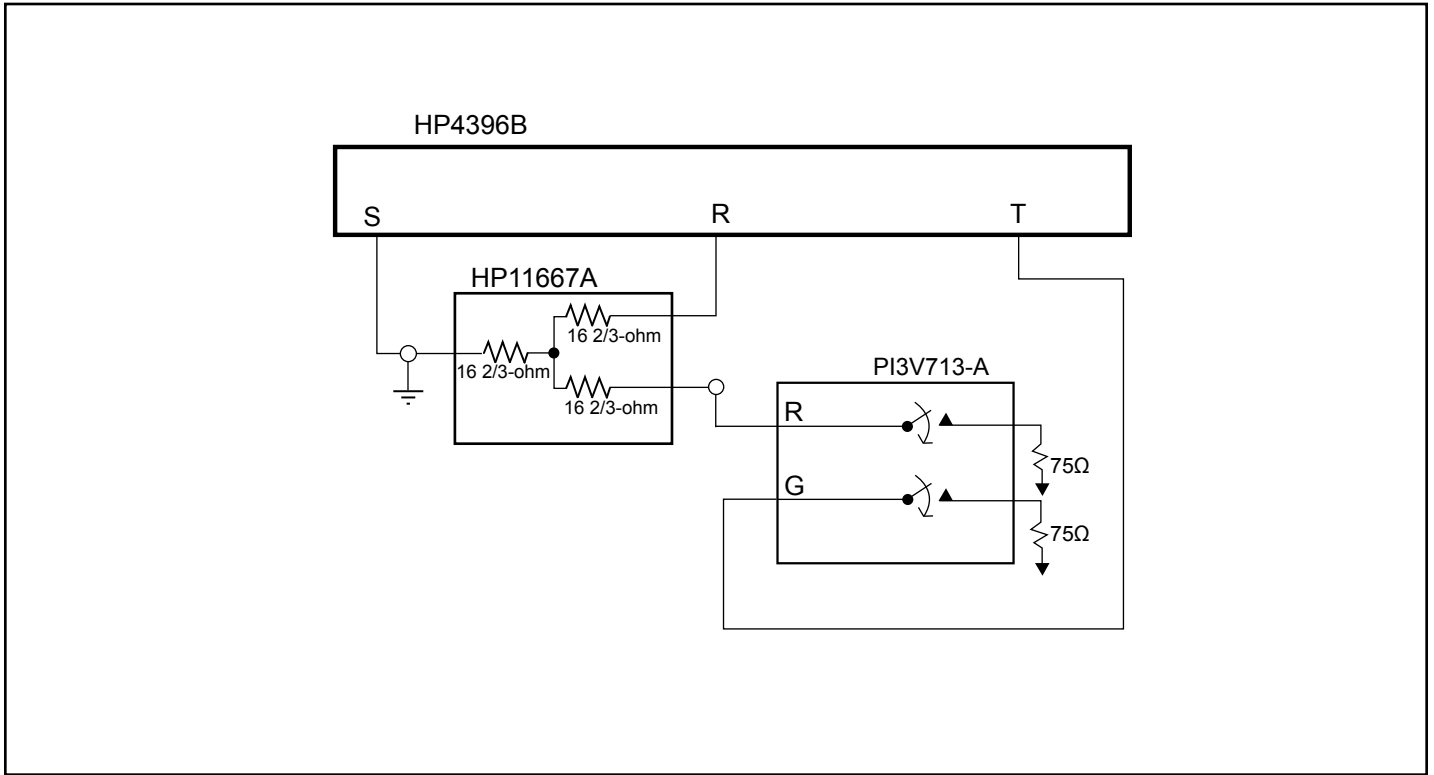 HP4396B
S
R
T
HP11667A
16 2/3-ohm
16 2/3-ohm
16 2/3-ohm
PI3V713-A
R
75Ω
G
75Ω